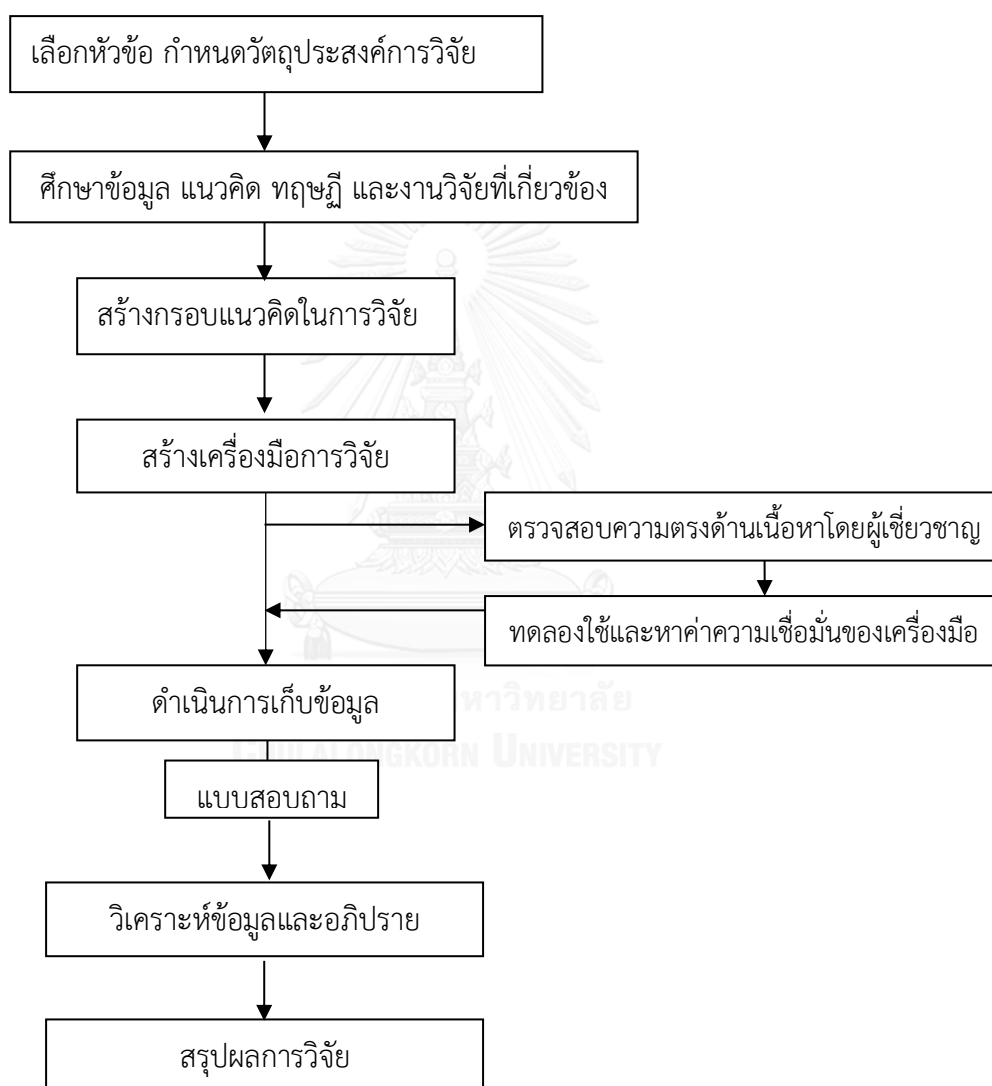 เลือกหัวข้อ กำหนดวัตถุประสงค์การวิจัย
ศึกษาข้อมูล แนวคิด ทฤษฏี และงานวิจัยที่เกี่ยวข้อง
สร้างกรอบแนวคิดในการวิจัย
สร้างเครื่องมือการวิจัย
ตรวจสอบความตรงด้านเนื้อหาโดยผู้เชี่ยวชาญ
ทดลองใช้และหาค่าความเชื่อมั่นของเครื่องมือ
ดำเนินการเก็บข้อมูล
หาวิทยาลัย
CHULALONGKORN UNIVERSITY
แบบสอบถาม
วิเคราะห์ข้อมูลและอภิปราย
สรุปผลการวิจัย